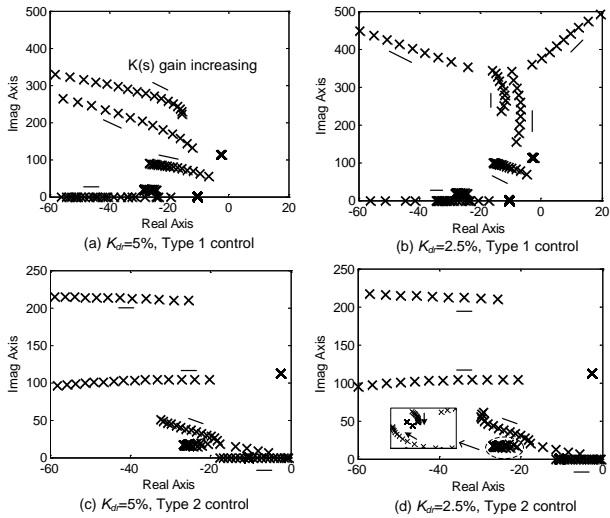 500
400
300
200
100
0
Imag Axis
K(s) gain increasing
-60 -40 -20 0 20
Real Axis
(a) K_dr=5%, Type 1 control
500
400
300
200
100
0
Imag Axis
-60 -40 -20 0 20
Real Axis
(b) K_dr=2.5%, Type 1 control
250
200
150
100
50
0
Imag Axis
-60 -40 -20 0
Real Axis
(c) K_dr=5%, Type 2 control
250
200
150
100
50
0
Imag Axis
-60 -40 -20 0
Real Axis
(d) K_dr=2.5%, Type 2 control